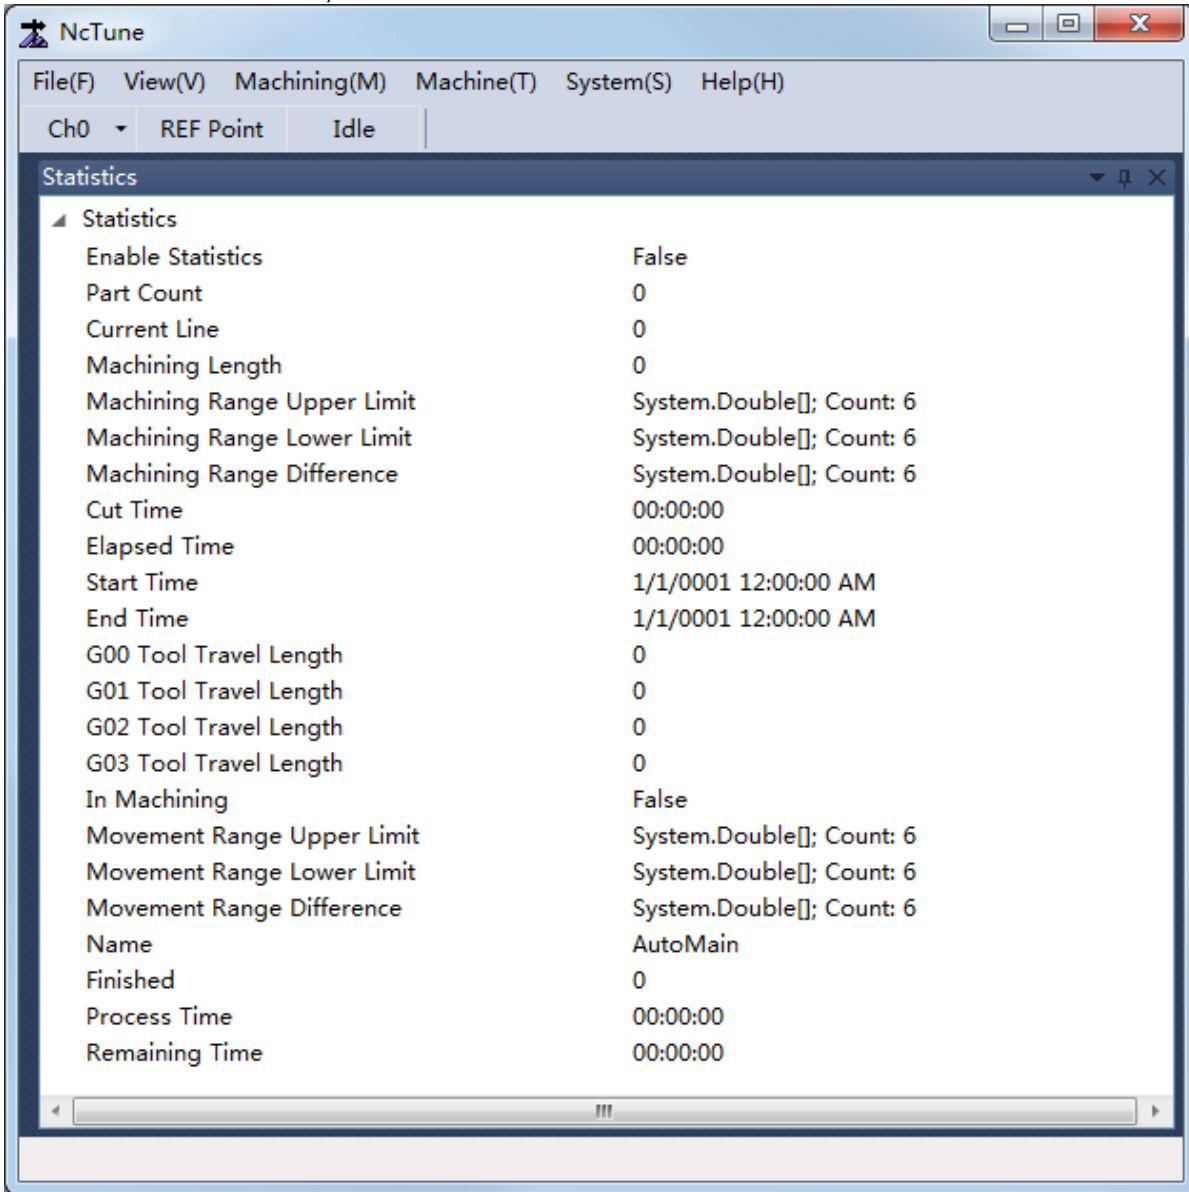 NcTune
File(F) View(V) Machining(M) Machine(T) System(S) Help(H)
Ch0 REF Point Idle
Statistics
Statistics
Enable Statistics False
Part Count 0
Current Line 0
Machining Length 0
Machining Range Upper Limit System.Double[]; Count: 6
Machining Range Lower Limit System.Double[]; Count: 6
Machining Range Difference System.Double[]; Count: 6
Cut Time 00:00:00
Elapsed Time 00:00:00
Start Time 1/1/0001 12:00:00 AM
End Time 1/1/0001 12:00:00 AM
G00 Tool Travel Length 0
G01 Tool Travel Length 0
G02 Tool Travel Length 0
G03 Tool Travel Length 0
In Machining False
Movement Range Upper Limit System.Double[]; Count: 6
Movement Range Lower Limit System.Double[]; Count: 6
Movement Range Difference System.Double[]; Count: 6
Name AutoMain
Finished 0
Process Time 00:00:00
Remaining Time 00:00:00